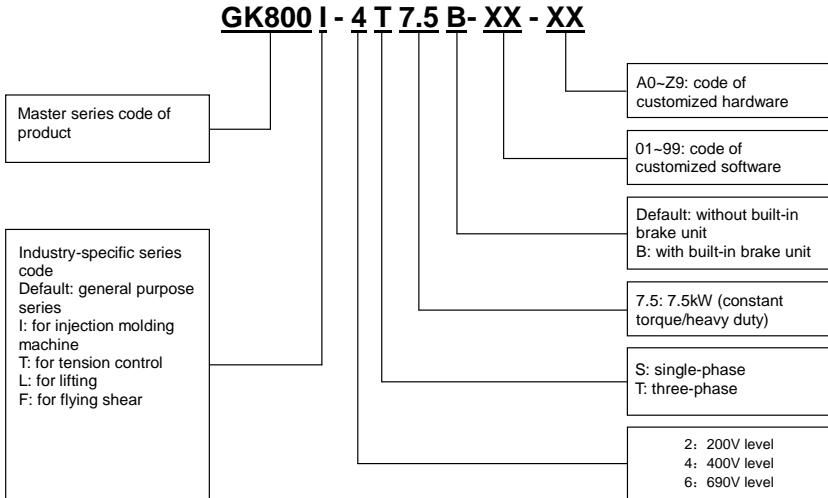 GK800 I - 4 T 7.5 B- XX - XX
Master series code of
product
Industry-specific series
code
Default: general purpose
series
I: for injection molding
machine
T: for tension control
L: for lifting
F: for flying shear
A0~Z9: code of
customized hardware
01~99: code of
customized software
Default: without built-in
brake unit
B: with built-in brake unit
7.5: 7.5kW (constant
torque/heavy duty)
S: single-phase
T: three-phase
2：200V level
4：400V level
6：690V level